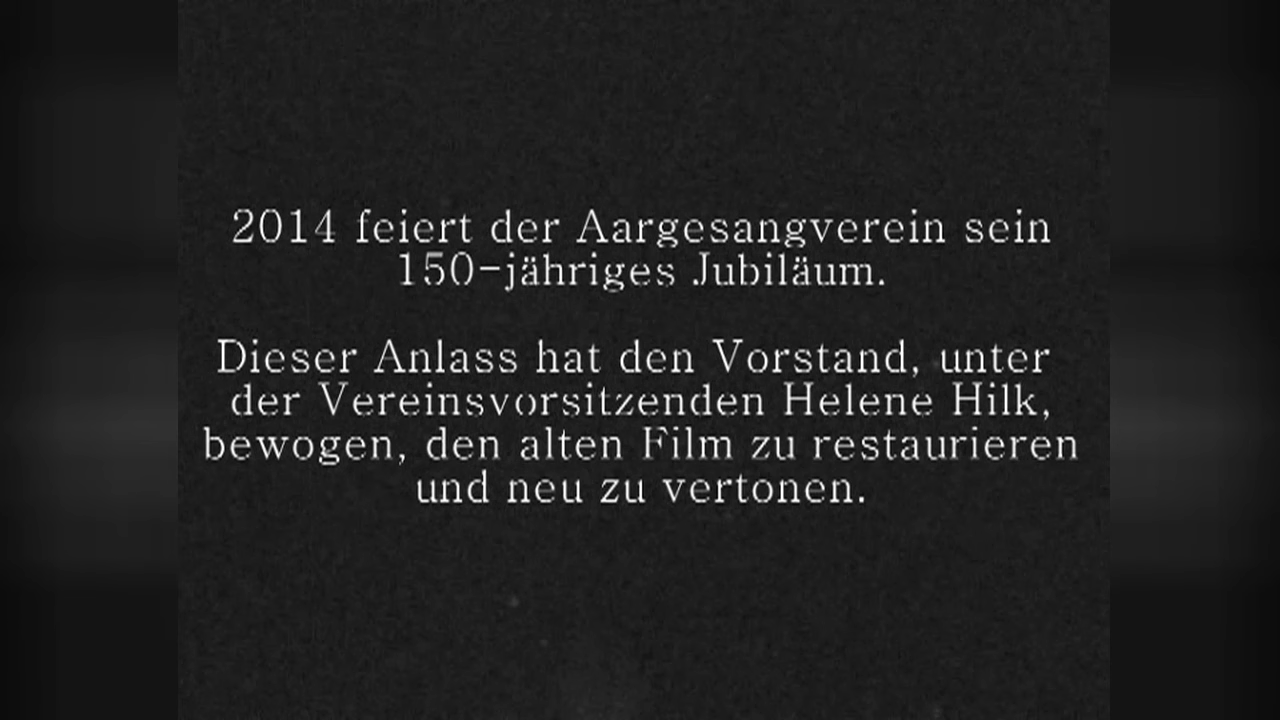 2014 feiert der Aargesangverein sein
150-jähriges Jubiläum.
Dieser Anlass hat den Vorstand, unter
der Vereinsvorsitzenden Helene Hilk,
bewogen, den alten Film zu restaurieren
und neu zu vertonen.